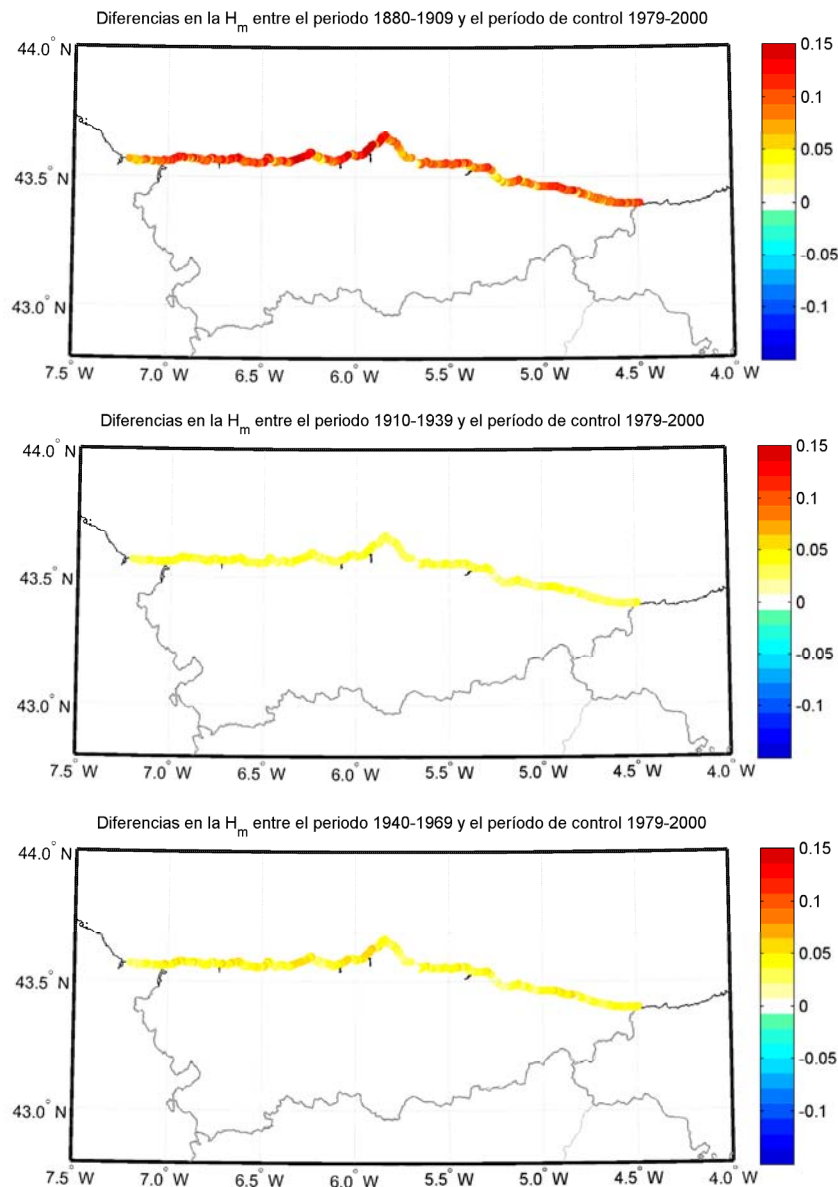 Diferencias en la Hm entre el periodo 1880-1909 y el período de control 1979-2000
44.0° N
43.5° N
43.0° N
7.5° W 7.0° W 6.5° W 6.0° W 5.5° W 5.0° W 4.5° W 4.0° W
0.15
0.1
0.05
0
-0.05
-0.1
Diferencias en la Hm entre el periodo 1910-1939 y el período de control 1979-2000
44.0° N
43.5° N
43.0° N
7.5° W 7.0° W 6.5° W 6.0° W 5.5° W 5.0° W 4.5° W 4.0° W
0.15
0.1
0.05
0
-0.05
-0.1
Diferencias en la Hm entre el periodo 1940-1969 y el período de control 1979-2000
44.0° N
43.5° N
43.0° N
7.5° W 7.0° W 6.5° W 6.0° W 5.5° W 5.0° W 4.5° W 4.0° W
0.15
0.1
0.05
0
-0.05
-0.1